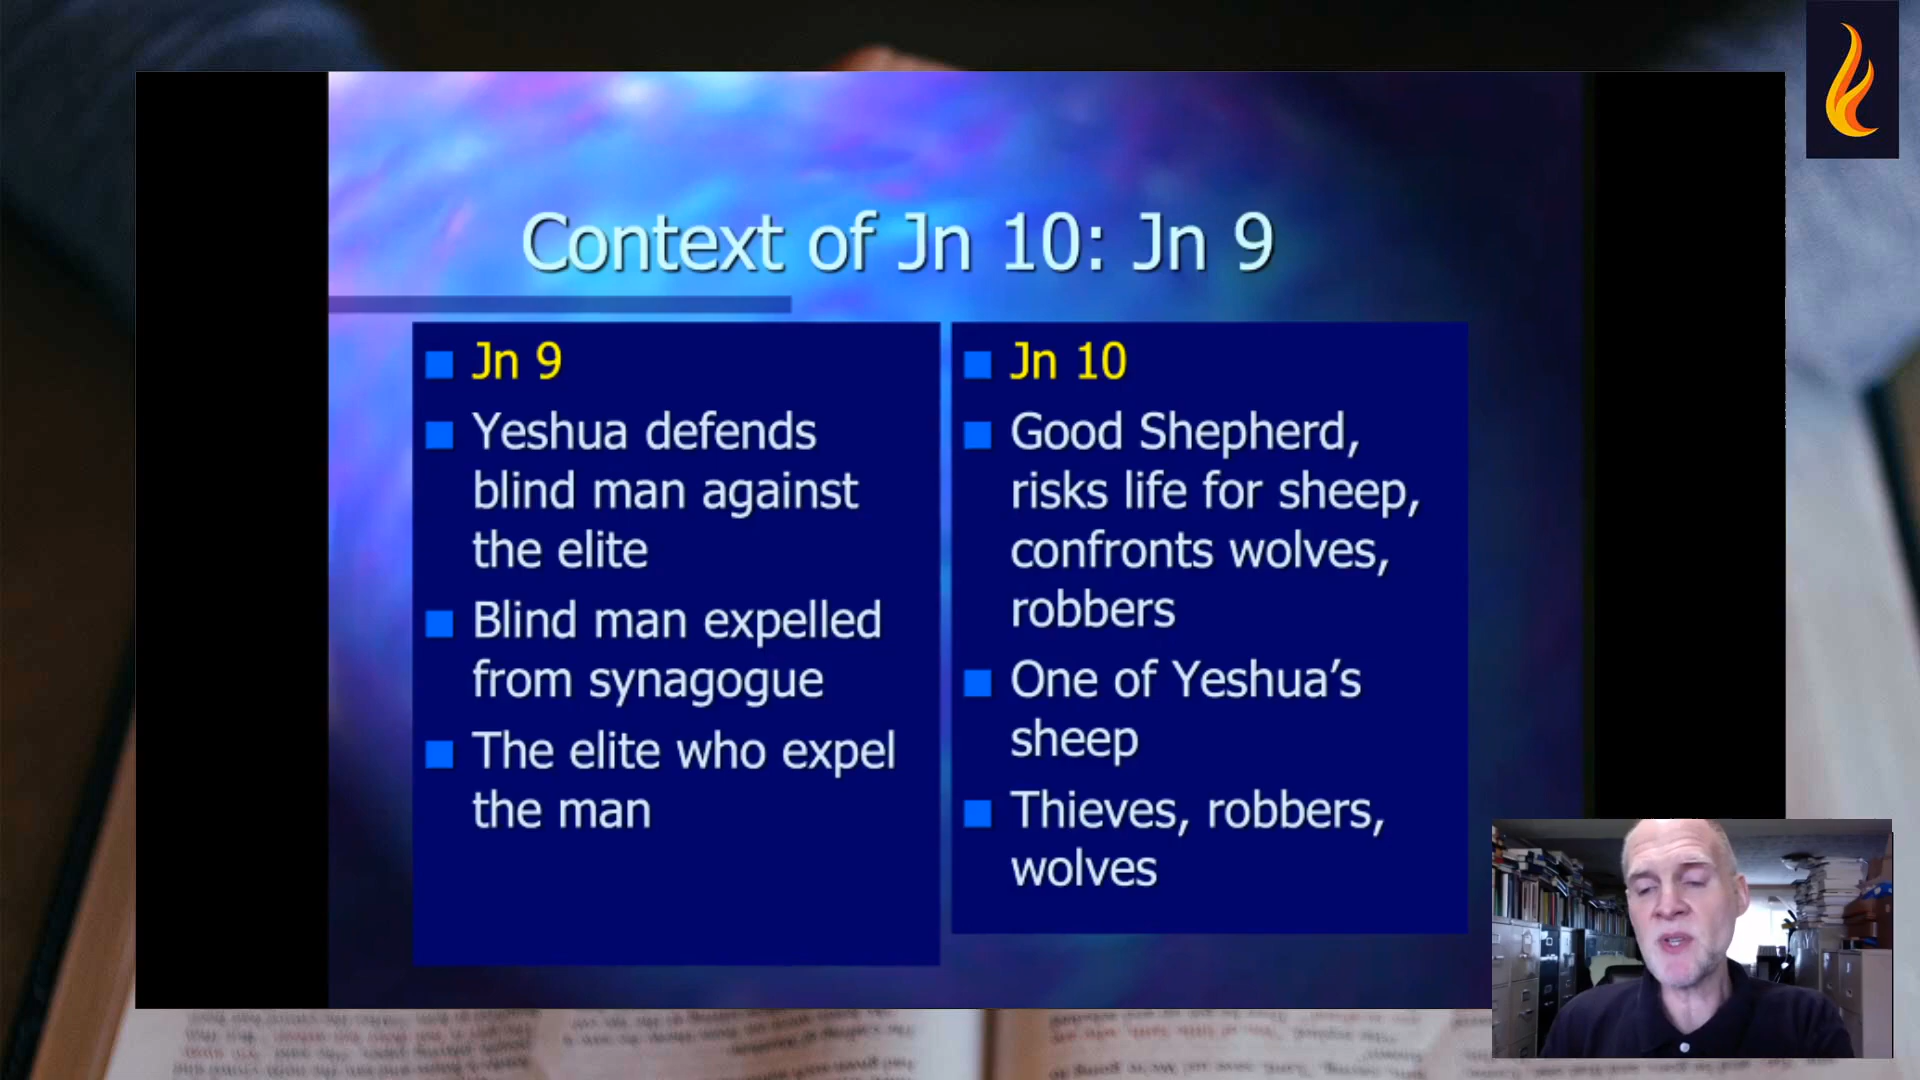 Context of Jn 10: Jn 9
Jn 9
Yeshua defends
blind man against
the elite
Blind man expelled
from synagogue
The elite who expel
the man
Jn 10
Good Shepherd,
risks life for sheep,
confronts wolves,
robbers
One of Yeshua’s
sheep
Thieves, robbers,
wolves